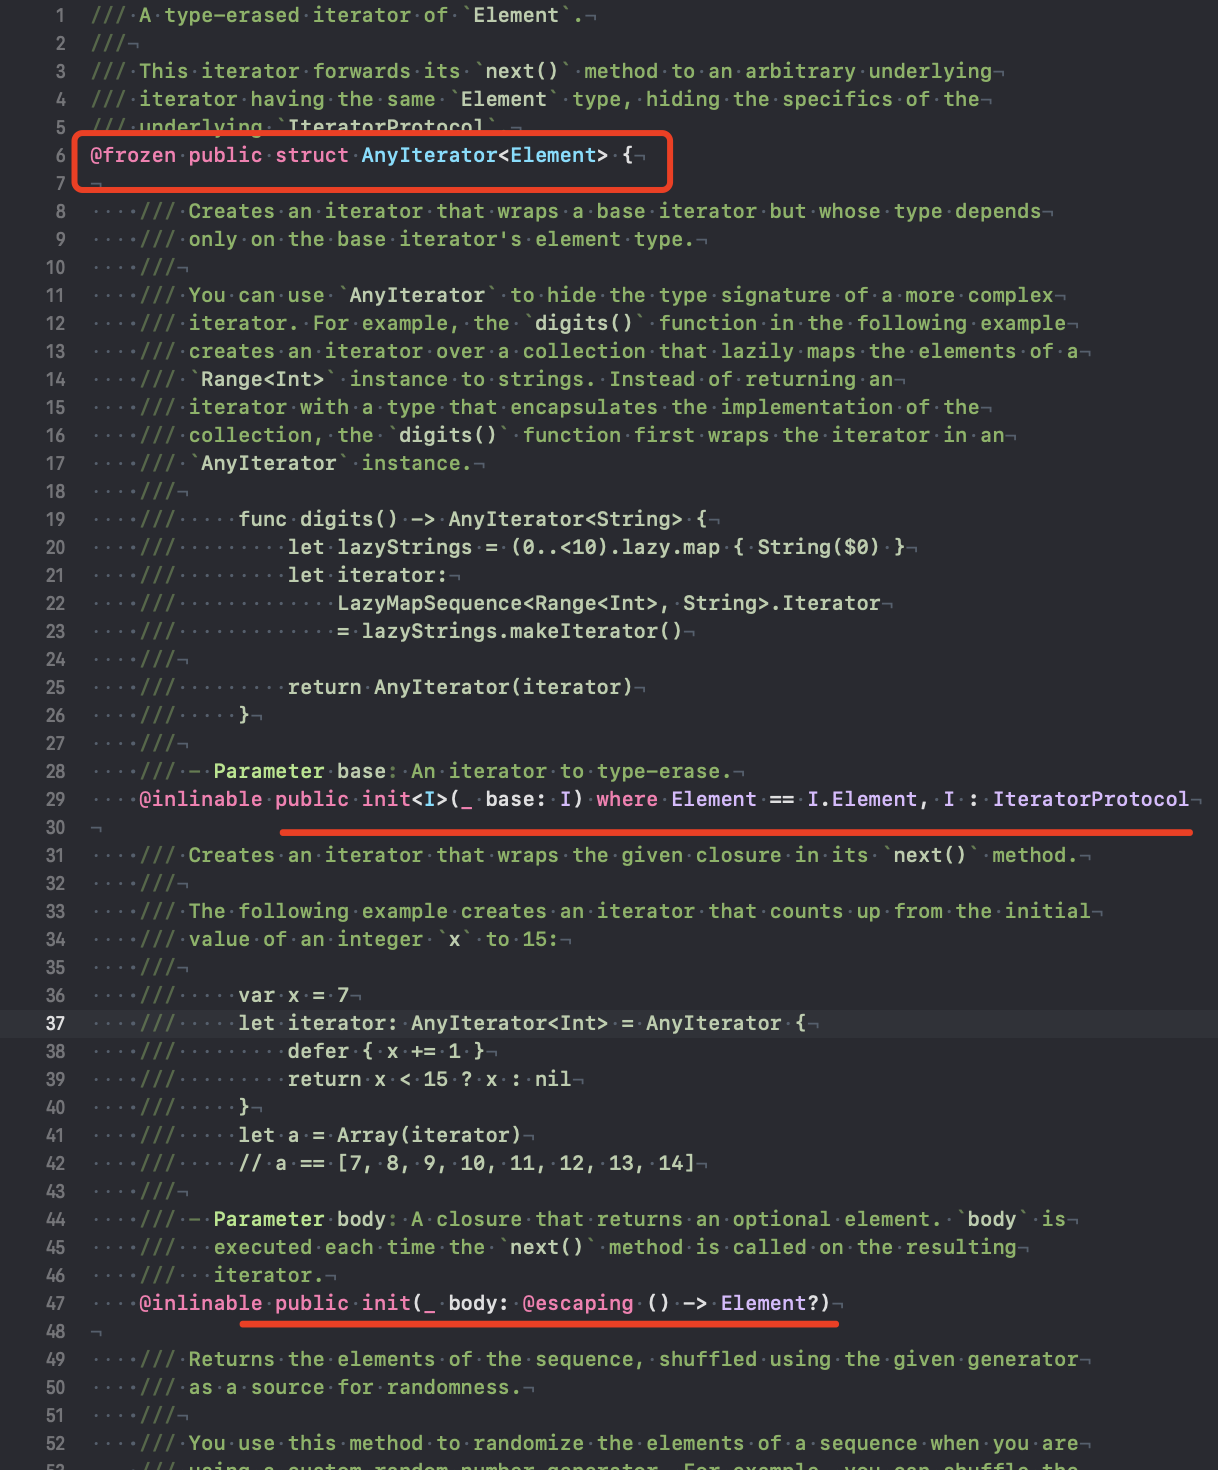 1 /// A type-erased iterator of `Element`.
2 ///
3 /// This iterator forwards its `next()` method to an arbitrary underlying
4 /// iterator having the same `Element` type, hiding the specifics of the
5 /// underlying `IteratorProtocol`.
6 @frozen public struct AnyIterator<Element> {
7
8 /// Creates an iterator that wraps a base iterator but whose type depends
9 /// only on the base iterator's element type.
10 ///
11 /// You can use `AnyIterator` to hide the type signature of a more complex
12 /// iterator. For example, the `digits()` function in the following example
13 /// creates an iterator over a collection that lazily maps the elements of a
14 /// `Range<Int>` instance to strings. Instead of returning an
15 /// iterator with a type that encapsulates the implementation of the
16 /// collection, the `digits()` function first wraps the iterator in an
17 /// `AnyIterator` instance.
18 ///
19 /// func digits() -> AnyIterator<String> {
20 /// let lazyStrings = (0..<10).lazy.map { String($0) }
21 /// let iterator:
22 /// LazyMapSequence<Range<Int>, String>.Iterator
23 /// = lazyStrings.makeIterator()
24 ///
25 /// return AnyIterator(iterator)
26 /// }
27 ///
28 /// - Parameter base: An iterator to type-erase.
29 @inlinable public init<I>(_ base: I) where Element == I.Element, I : IteratorProtocol
30
31 /// Creates an iterator that wraps the given closure in its `next()` method.
32 ///
33 /// The following example creates an iterator that counts up from the initial
34 /// value of an integer `x` to 15:
35 ///
36 /// var x = 7
37 /// let iterator: AnyIterator<Int> = AnyIterator {
38 /// defer { x += 1 }
39 /// return x < 15 ? x : nil
40 /// }
41 /// let a = Array(iterator)
42 /// // a == [7, 8, 9, 10, 11, 12, 13, 14]
43 ///
44 /// - Parameter body: A closure that returns an optional element. `body` is
45 /// executed each time the `next()` method is called on the resulting
46 /// iterator.
47 @inlinable public init(_ body: @escaping () -> Element?)
48
49 /// Returns the elements of the sequence, shuffled using the given generator
50 /// as a source for randomness.
51 ///
52 /// You use this method to randomize the elements of a sequence when you are
53 /// using a custom random number generator. For example, you can shuffle the